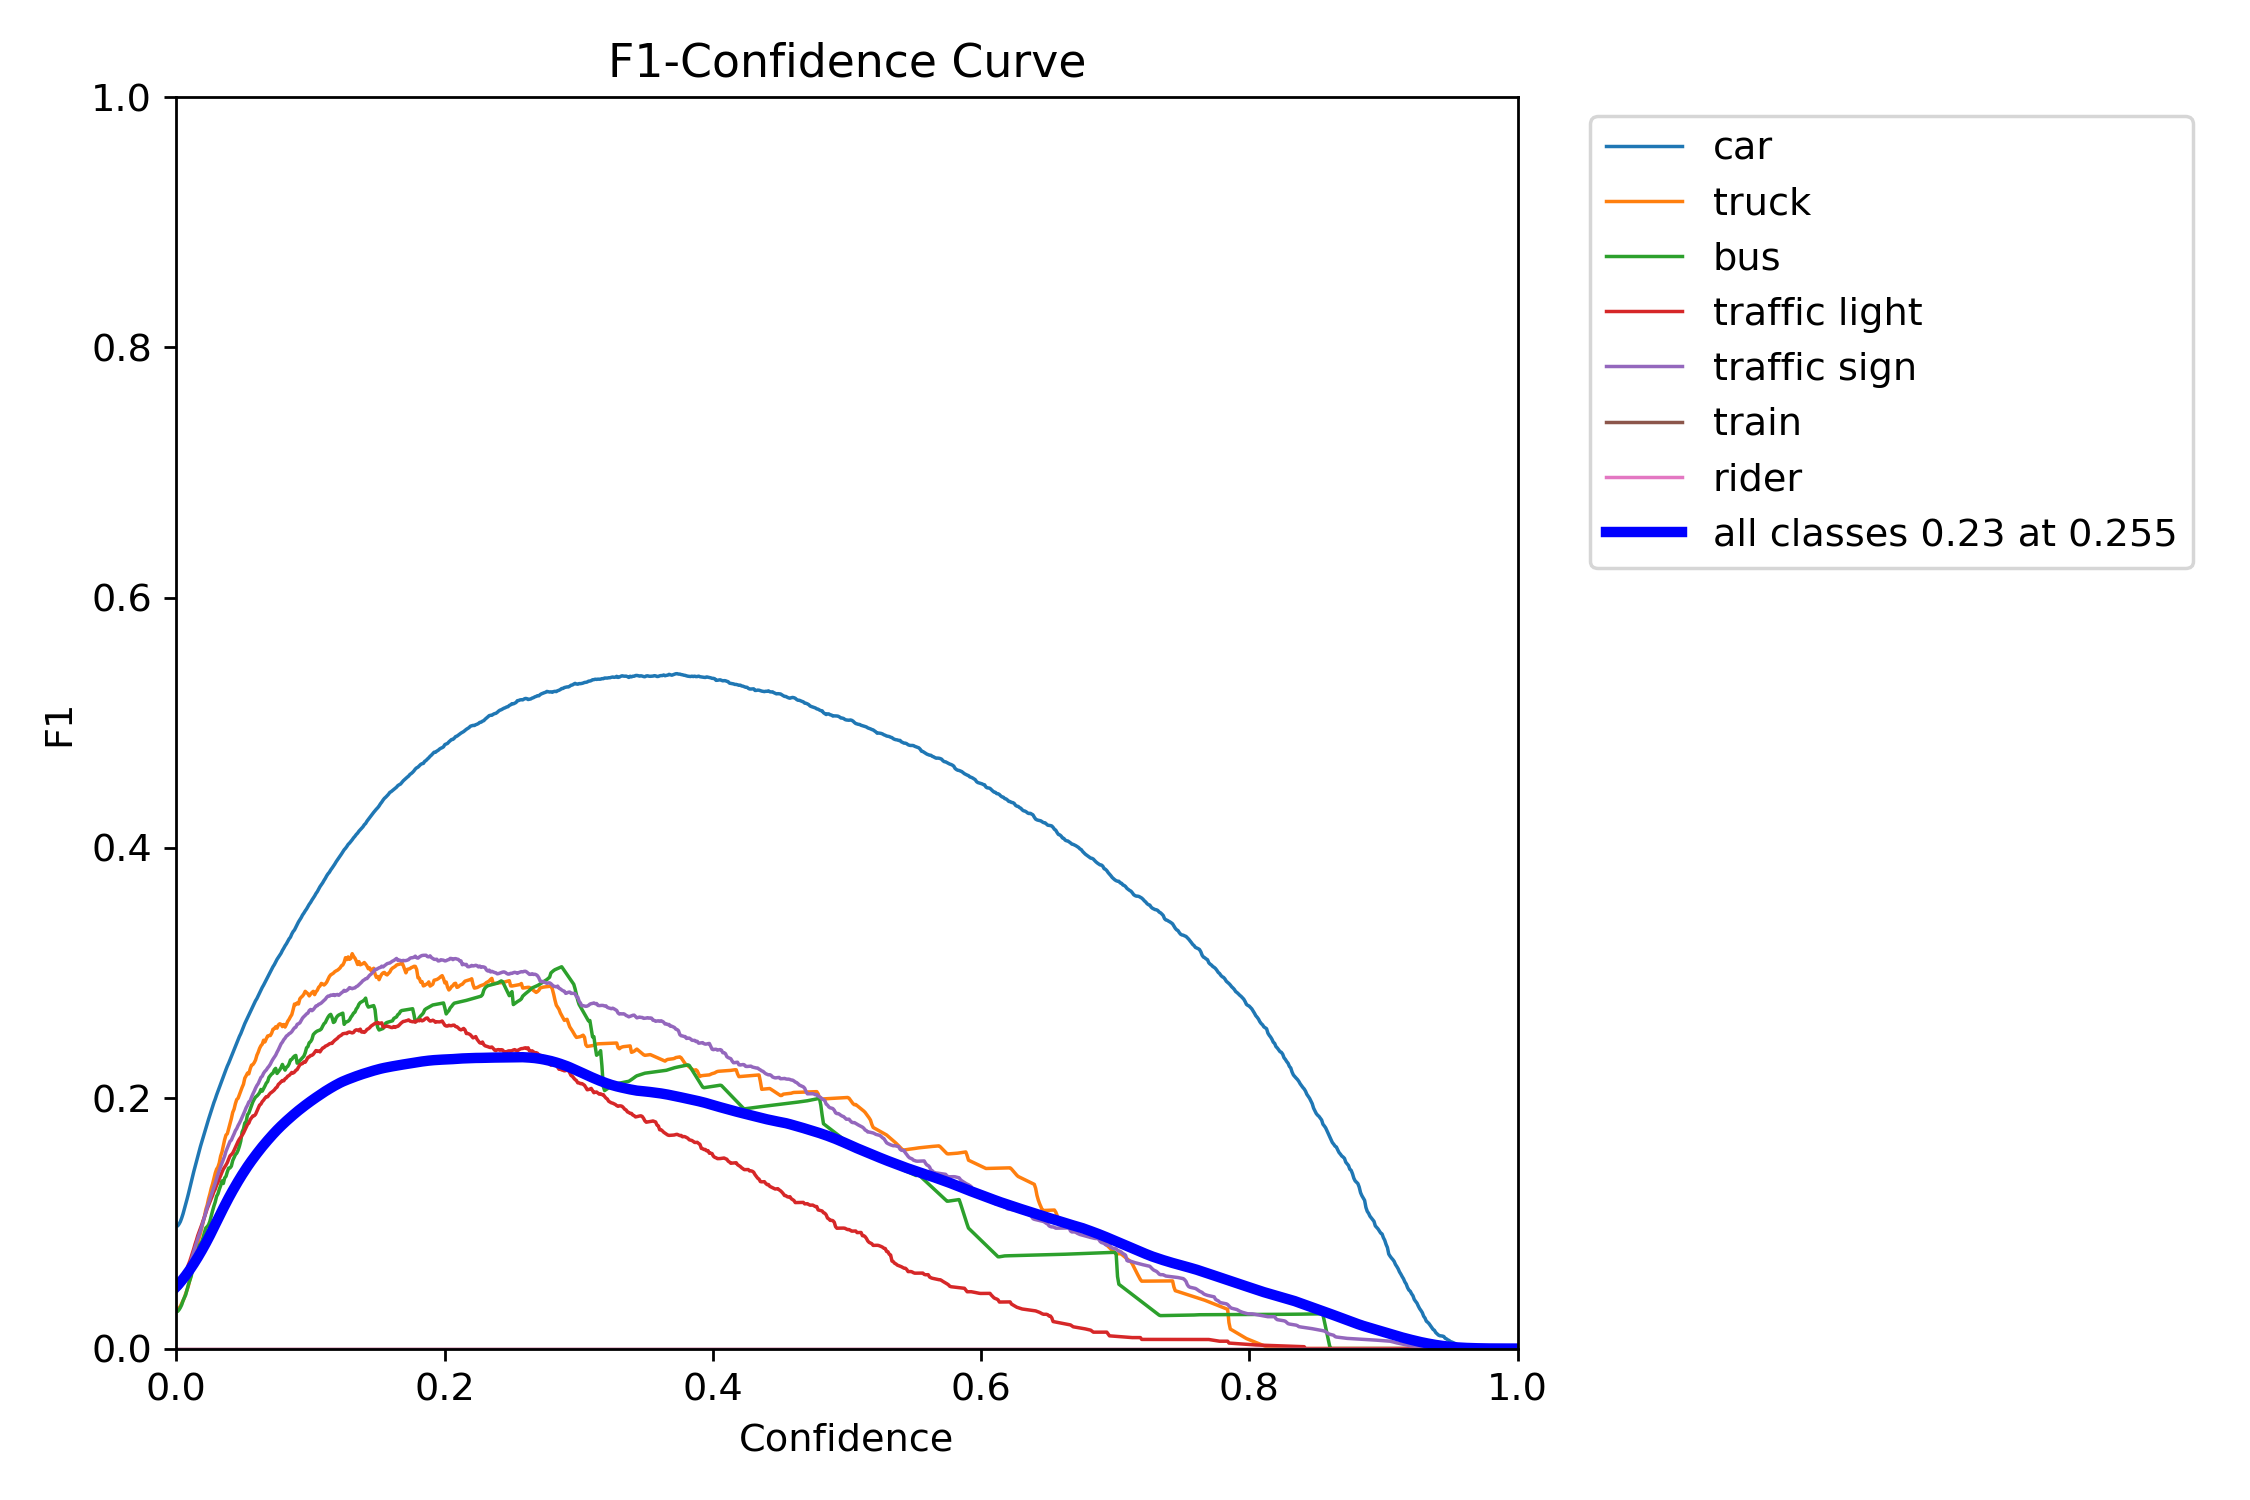 F1-Confidence Curve
1.0
0.8
0.6
0.4
0.2
0.0
F1
0.0 0.2 0.4 0.6 0.8 1.0
Confidence
car
truck
bus
traffic light
traffic sign
train
rider
all classes 0.23 at 0.255